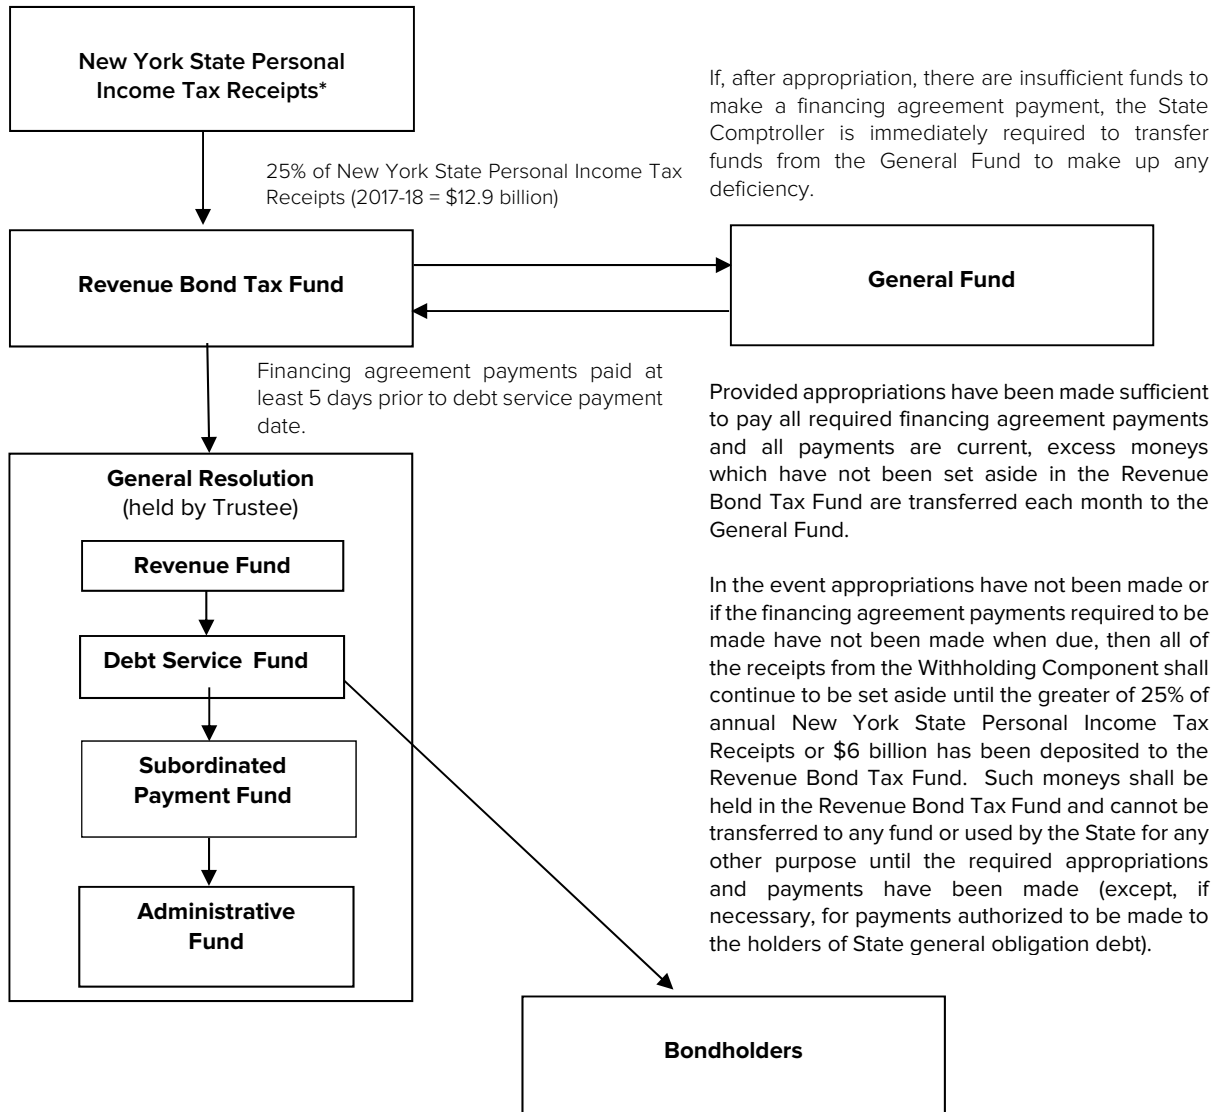 New York State Personal
Income Tax Receipts*
If, after appropriation, there are insufficient funds to
make a financing agreement payment, the State
Comptroller is immediately required to transfer
funds from the General Fund to make up any
deficiency.
25% of New York State Personal Income Tax
Receipts (2017-18 = $12.9 billion)
Revenue Bond Tax Fund
General Fund
Financing agreement payments paid at
least 5 days prior to debt service payment
date.
Provided appropriations have been made sufficient
to pay all required financing agreement payments
and all payments are current, excess moneys
which have not been set aside in the Revenue
Bond Tax Fund are transferred each month to the
General Fund.
In the event appropriations have not been made or
if the financing agreement payments required to be
made have not been made when due, then all of
the receipts from the Withholding Component shall
continue to be set aside until the greater of 25% of
annual New York State Personal Income Tax
Receipts or $6 billion has been deposited to the
Revenue Bond Tax Fund. Such moneys shall be
held in the Revenue Bond Tax Fund and cannot be
transferred to any fund or used by the State for any
other purpose until the required appropriations
and payments have been made (except, if
necessary, for payments authorized to be made to
the holders of State general obligation debt).
General Resolution
(held by Trustee)
Revenue Fund
Debt Service Fund
Subordinated
Payment Fund
Administrative
Fund
Bondholders